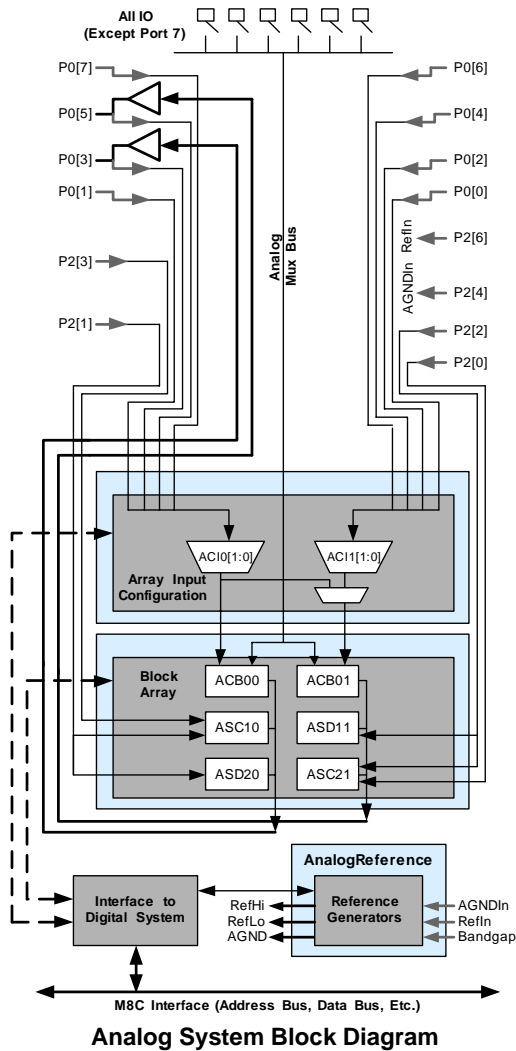 All IO
(Except Port 7)
P0[7]
P0[6]
P0[5]
P0[4]
P0[3]
P0[2]
P0[1]
P0[0]
Analog
Mux Bus
AGNDIn RefIn
P2[6]
P2[3]
P2[4]
P2[1]
P2[2]
P2[0]
ACI0[1:0]
ACI1[1:0]
Array Input
Configuration
Block
Array
ACB00
ACB01
ASC10
ASD11
ASD20
ASC21
AnalogReference
Interface to
Digital System
RefHi
RefLo
AGND
Reference
Generators
AGNDIn
RefIn
Bandgap
M8C Interface (Address Bus, Data Bus, Etc.)
Analog System Block Diagram